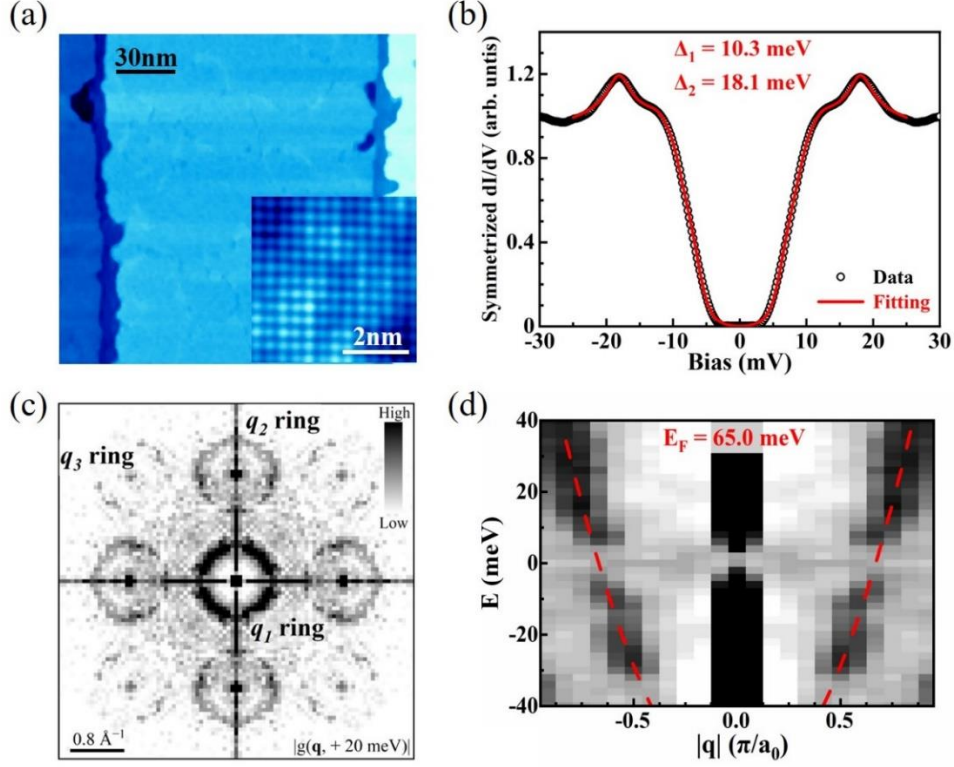 (a)
30nm
2nm
(b)
Δ₁ = 10.3 meV
Δ₂ = 18.1 meV
Symmetrized dI/dV (arb. untis)
1.2
0.8
0.4
0
Data
Fitting
-30 -20 -10 0 10 20 30
Bias (mV)
(c)
q₂ ring
q₃ ring
High
Low
q₁ ring
0.8 Å⁻¹
|g(q, + 20 meV)|
(d)
E_F = 65.0 meV
E (meV)
40
20
0
-20
-40
-0.5 0.0 0.5
|q| (π/a₀)